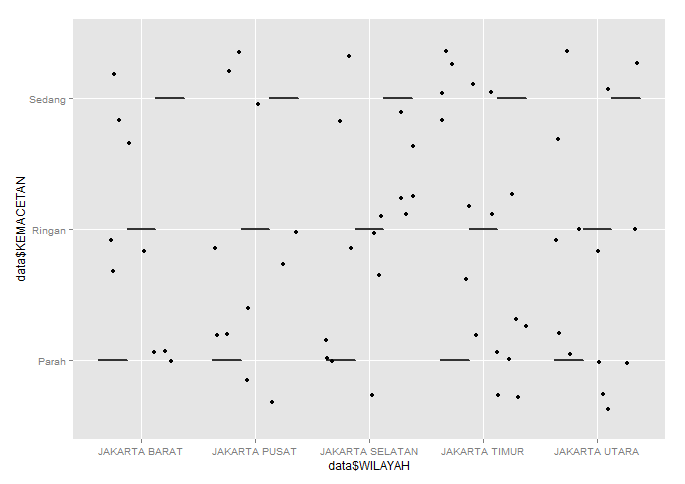 data$KEMACETAN
Sedang
Ringan
Parah
JAKARTA BARAT
JAKARTA PUSAT
JAKARTA SELATAN
JAKARTA TIMUR
JAKARTA UTARA
data$WILAYAH